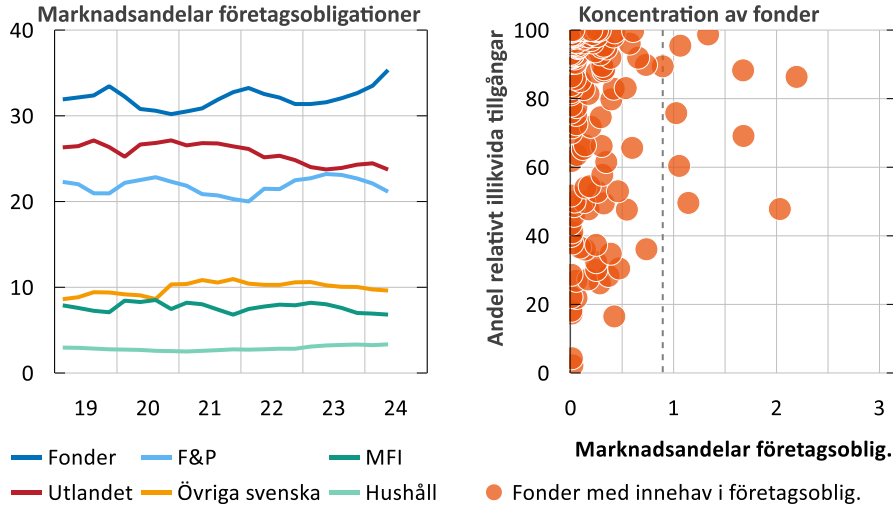 Marknadsandelar företagsobligationer
40
30
20
10
0
19 20 21 22 23 24
Fonder F&P MFI
Utlandet Övriga svenska Hushåll
Koncentration av fonder
Andel relativt illikvida tillgångar
100
80
60
40
20
0
0 1 2 3
Marknadsandelar företagsoblig.
Fonder med innehav i företagsoblig.